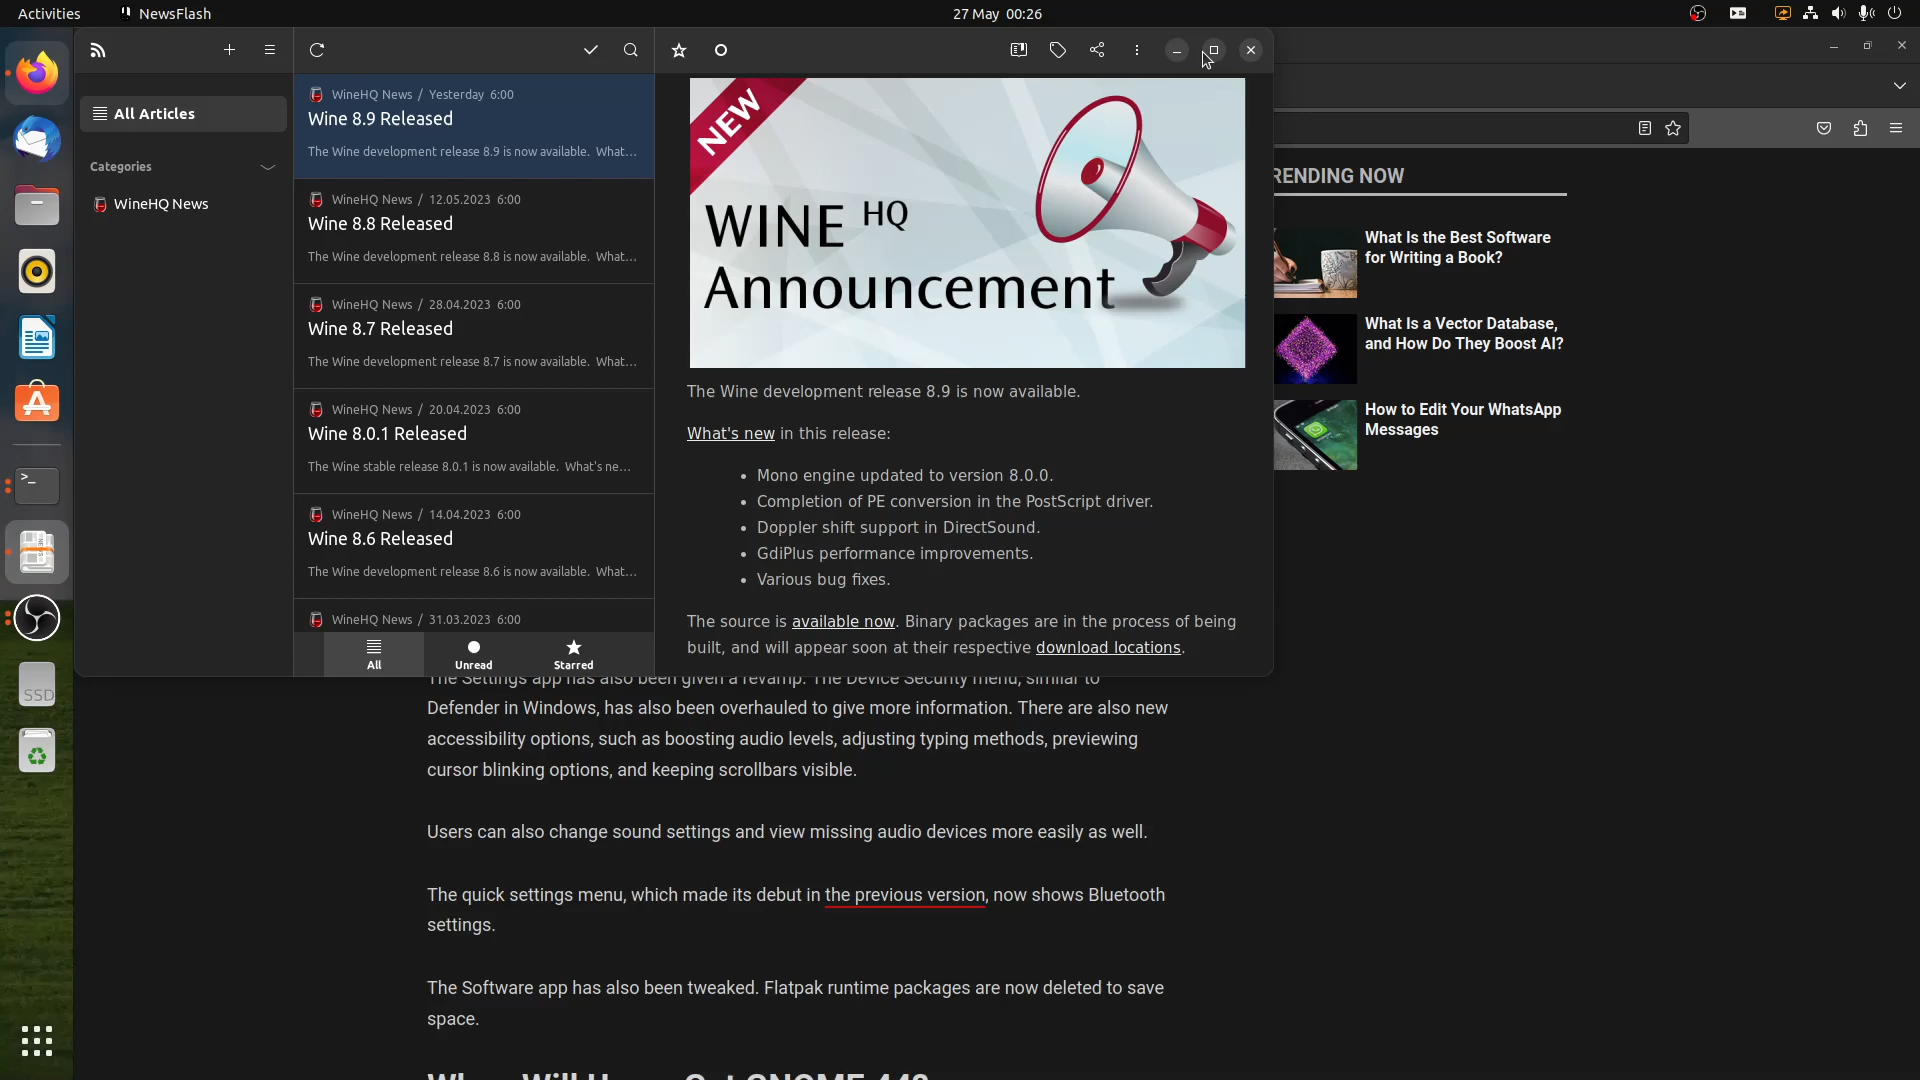 Activities NewsFlash 27 May 00:26
All Articles
Categories
WineHQ News
WineHQ News / Yesterday 6:00
Wine 8.9 Released
The Wine development release 8.9 is now available. What...
WineHQ News / 12.05.2023 6:00
Wine 8.8 Released
The Wine development release 8.8 is now available. What...
WineHQ News / 28.04.2023 6:00
Wine 8.7 Released
The Wine development release 8.7 is now available. What...
WineHQ News / 20.04.2023 6:00
Wine 8.0.1 Released
The Wine stable release 8.0.1 is now available. What's ne...
WineHQ News / 14.04.2023 6:00
Wine 8.6 Released
The Wine development release 8.6 is now available. What...
WineHQ News / 31.03.2023 6:00
All Unread Starred
NEW
WINE HQ
Announcement
The Wine development release 8.9 is now available.
What's new in this release:
• Mono engine updated to version 8.0.0.
• Completion of PE conversion in the PostScript driver.
• Doppler shift support in DirectSound.
• GdiPlus performance improvements.
• Various bug fixes.
The source is available now. Binary packages are in the process of being
built, and will appear soon at their respective download locations.
RENDING NOW
What Is the Best Software
for Writing a Book?
What Is a Vector Database,
and How Do They Boost AI?
How to Edit Your WhatsApp
Messages
The Settings app has also been given a revamp. The Device Security menu, similar to
Defender in Windows, has also been overhauled to give more information. There are also new
accessibility options, such as boosting audio levels, adjusting typing methods, previewing
cursor blinking options, and keeping scrollbars visible.
Users can also change sound settings and view missing audio devices more easily as well.
The quick settings menu, which made its debut in the previous version, now shows Bluetooth
settings.
The Software app has also been tweaked. Flatpak runtime packages are now deleted to save
space.
SSD